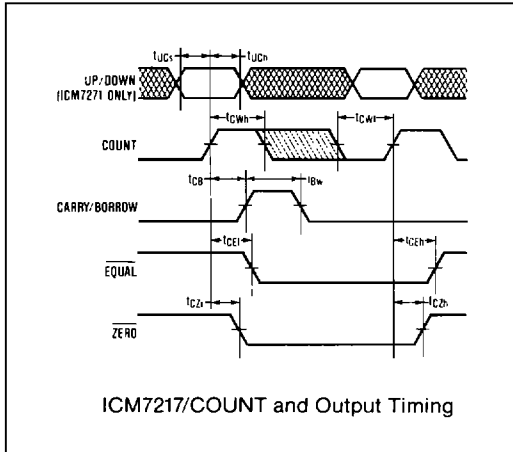 tUCs tUCh
UP/DOWN
(ICM7271 ONLY)
tCWh tCWl
COUNT
tCB tBw
CARRY/BORROW
tCEl tCEh
EQUAL
tCZl tCZh
ZERO
ICM7217/COUNT and Output Timing